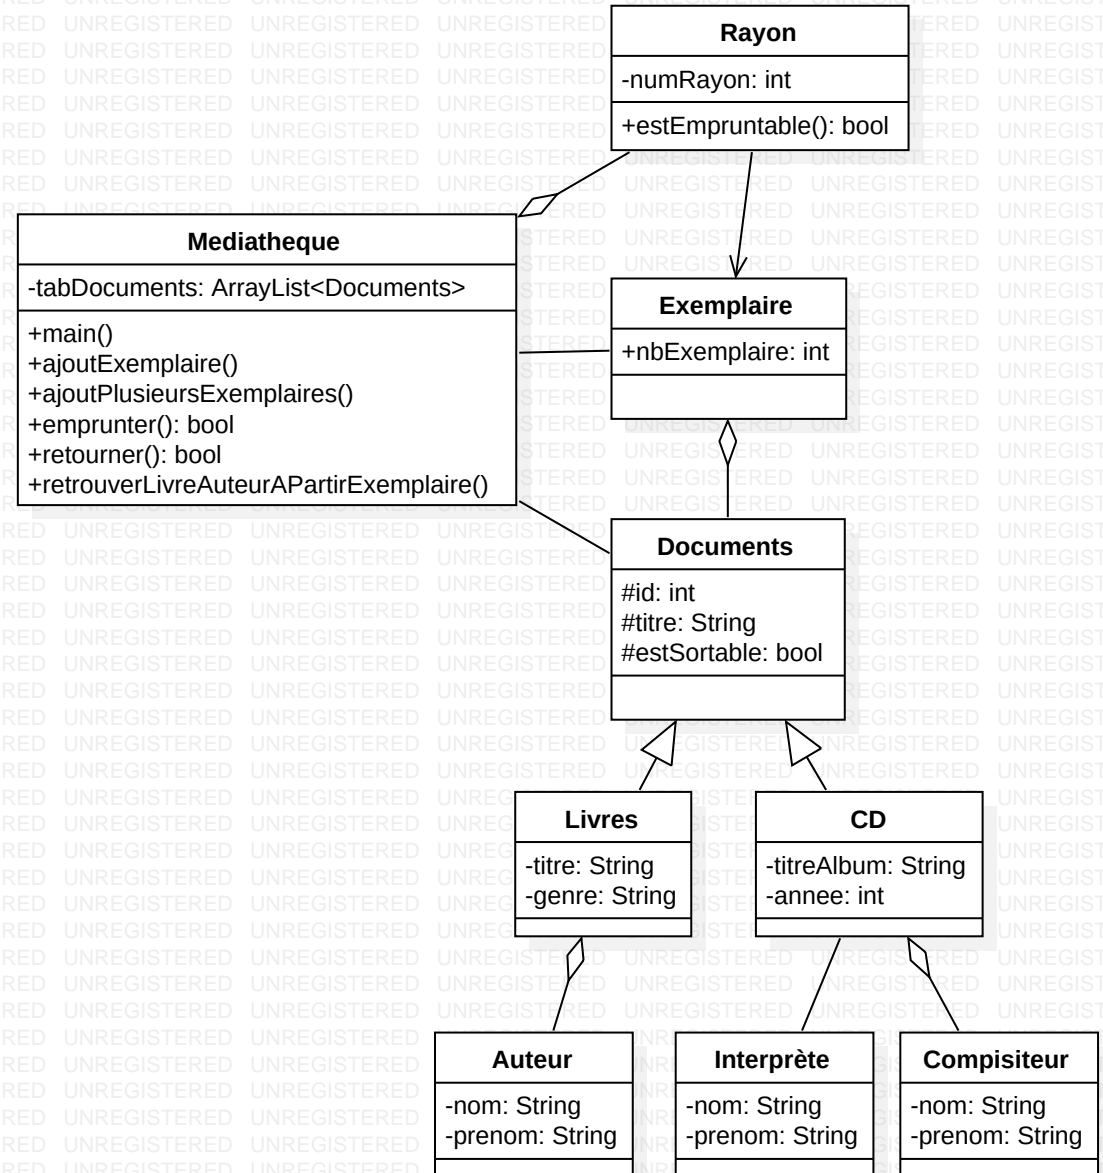 Rayon
-numRayon: int
+estEmpruntable(): bool
Mediatheque
-tabDocuments: ArrayList<Documents>
+main()
+ajoutExemplaire()
+ajoutPlusieursExemplaires()
+emprunter(): bool
+retourner(): bool
+retrouverLivreAuteurAPartirExemplaire()
Exemplaire
+nbExemplaire: int
Documents
#id: int
#titre: String
#estSortable: bool
Livres
-titre: String
-genre: String
CD
-titreAlbum: String
-annee: int
Auteur
-nom: String
-prenom: String
Interprète
-nom: String
-prenom: String
Compisiteur
-nom: String
-prenom: String
UNREGISTERED